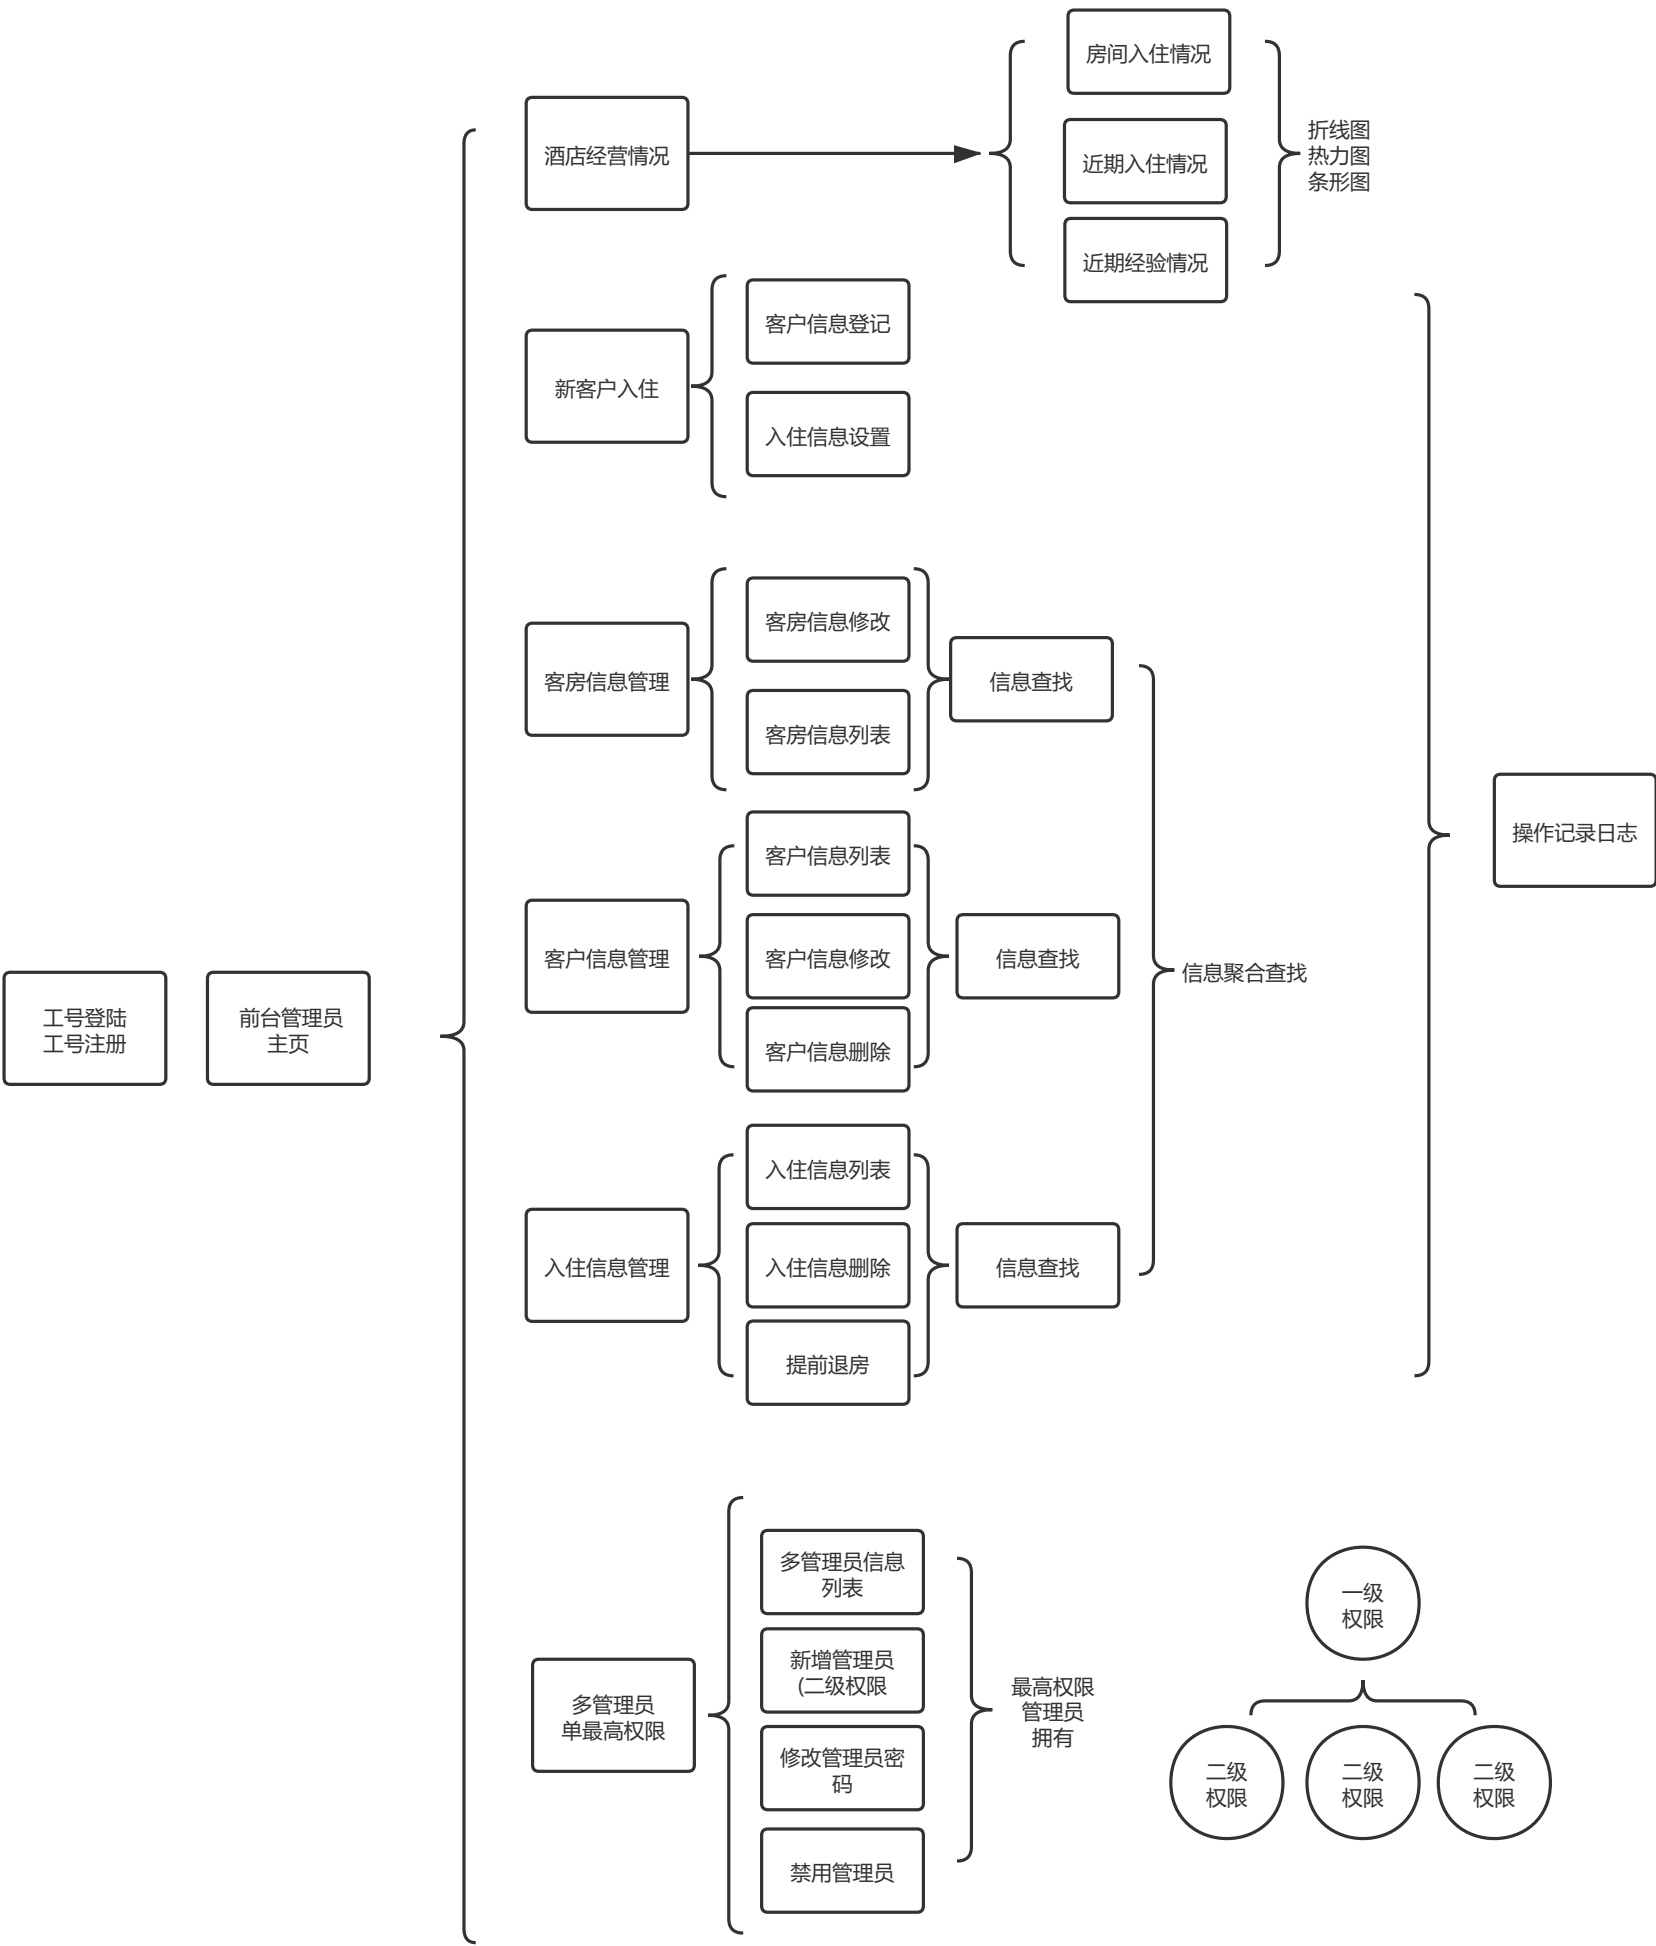 工号登陆
工号注册
前台管理员
主页
酒店经营情况
房间入住情况
近期入住情况
近期经验情况
折线图
热力图
条形图
新客户入住
客户信息登记
入住信息设置
客房信息管理
客房信息修改
客房信息列表
信息查找
客户信息管理
客户信息列表
客户信息修改
客户信息删除
信息查找
入住信息管理
入住信息列表
入住信息删除
提前退房
信息查找
信息聚合查找
操作记录日志
多管理员
单最高权限
多管理员信息
列表
新增管理员
(二级权限
修改管理员密
码
禁用管理员
最高权限
管理员
拥有
一级
权限
二级
权限
二级
权限
二级
权限